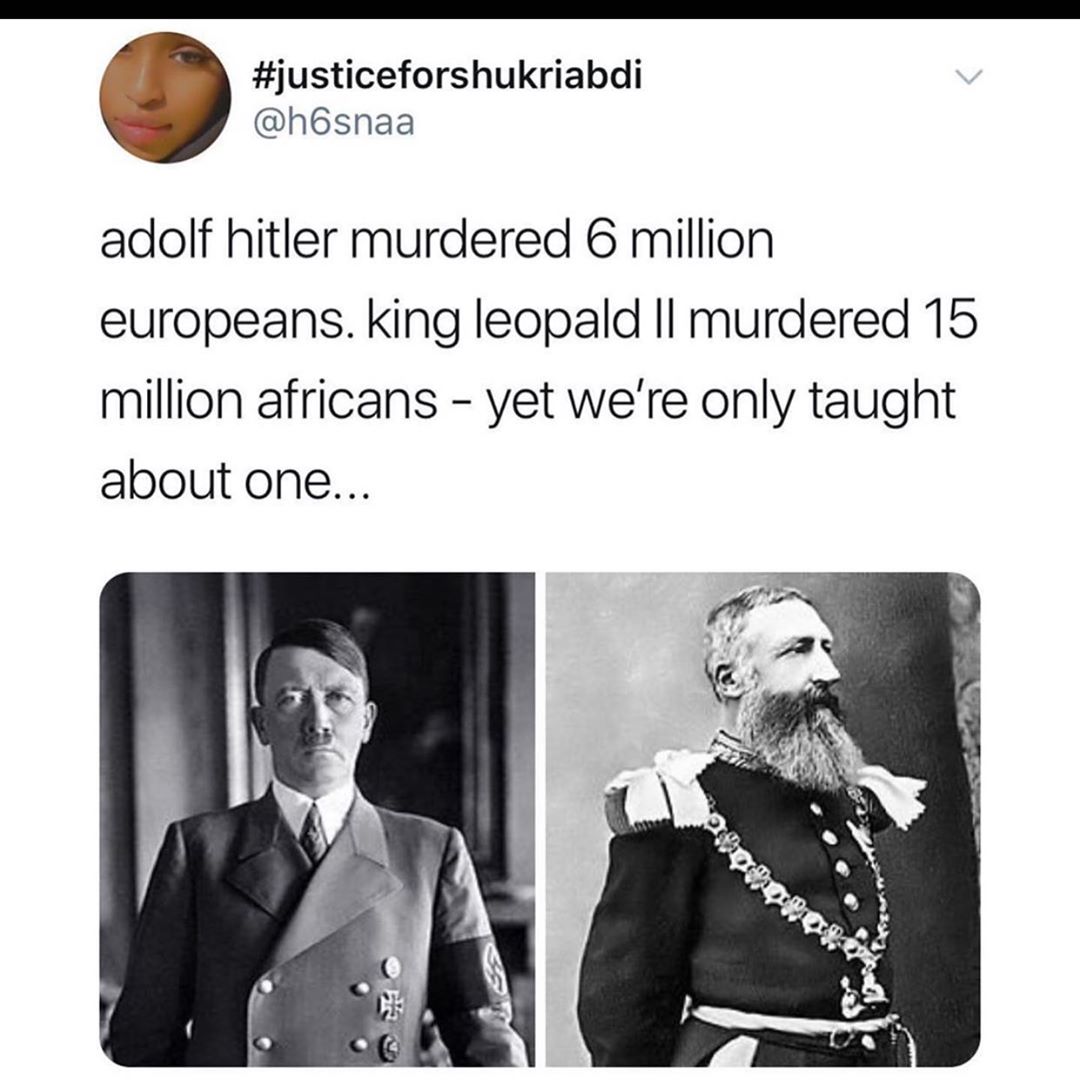 #justiceforshukriabdi
@h6snaa
adolf hitler murdered 6 million
europeans. king leopald ll murdered 15
million africans - yet we're only taught
about one...